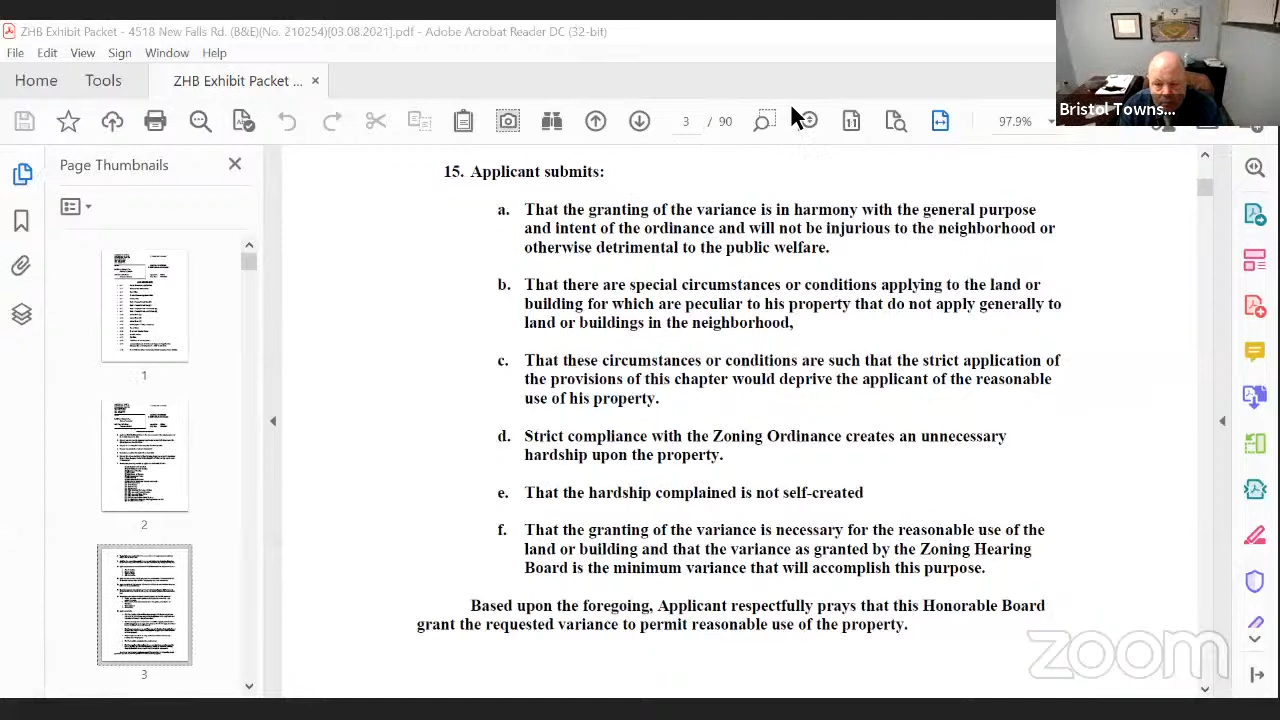 ZHB Exhibit Packet - 4518 New Falls Rd. (B&E)(No. 210254)[03.08.2021].pdf - Adobe Acrobat Reader DC (32-bit)
File Edit View Sign Window Help
Home Tools ZHB Exhibit Packet ... ×
3 / 90 97.9%
Bristol Towns...
Page Thumbnails
1
2
3
15. Applicant submits:
a. That the granting of the variance is in harmony with the general purpose
and intent of the ordinance and will not be injurious to the neighborhood or
otherwise detrimental to the public welfare.
b. That there are special circumstances or conditions applying to the land or
building for which are peculiar to his property that do not apply generally to
land or buildings in the neighborhood,
c. That these circumstances or conditions are such that the strict application of
the provisions of this chapter would deprive the applicant of the reasonable
use of his property.
d. Strict compliance with the Zoning Ordinance creates an unnecessary
hardship upon the property.
e. That the hardship complained is not self-created
f. That the granting of the variance is necessary for the reasonable use of the
land or building and that the variance as granted by the Zoning Hearing
Board is the minimum variance that will accomplish this purpose.
Based upon the foregoing, Applicant respectfully prays that this Honorable Board
grant the requested variance to permit reasonable use of the property.
zoom